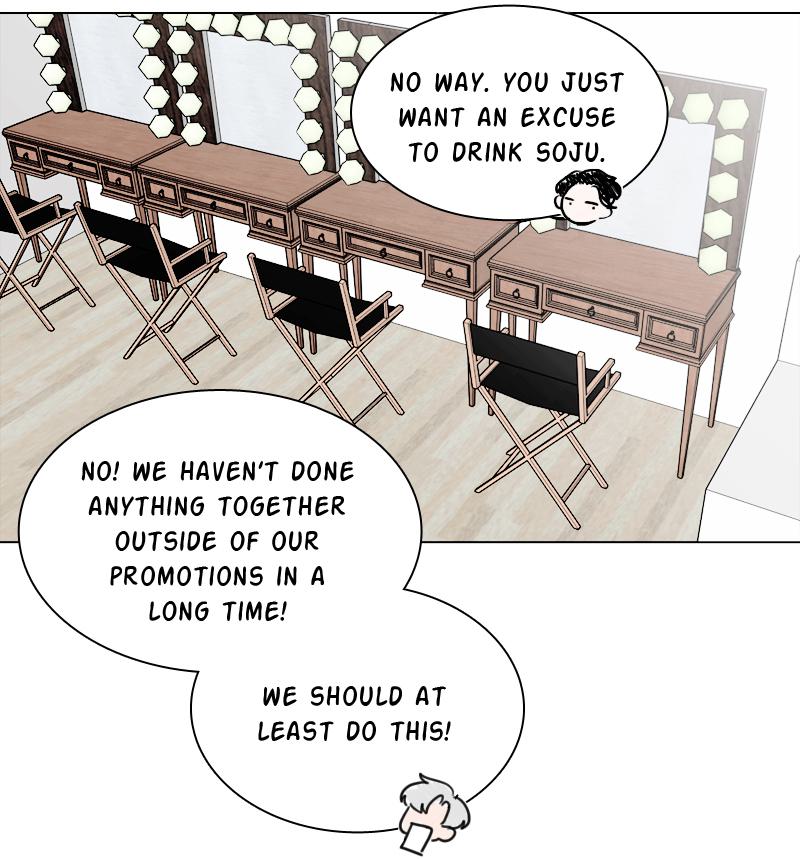 NO WAY. YOU JUST
WANT AN EXCUSE
TO DRINK SOJU.
NO! WE HAVEN'T DONE
ANYTHING TOGETHER
OUTSIDE OF OUR
PROMOTIONS IN A
LONG TIME!
WE SHOULD AT
LEAST DO THIS!